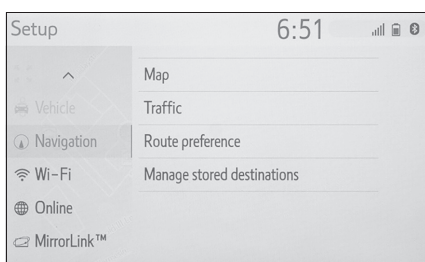 Setup
6:51
Map
Vehicle
Traffic
Navigation
Route preference
Wi-Fi
Manage stored destinations
Online
MirrorLink™